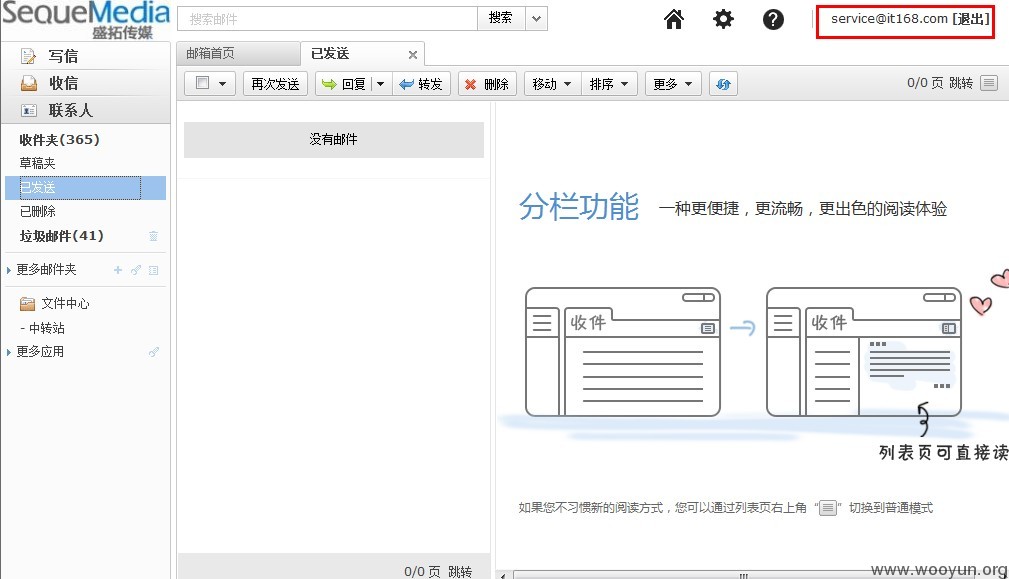 SequeMedia
盛拓传媒
搜索邮件
搜索
service@it168.com [退出]
写信
收信
联系人
收件夹(365)
草稿夹
已发送
已删除
垃圾邮件(41)
更多邮件夹
文件中心
- 中转站
更多应用
邮箱首页
已发送
再次发送
回复
转发
删除
移动
排序
更多
0/0 页 跳转
没有邮件
分栏功能 一种更便捷，更流畅，更出色的阅读体验
收件
收件
列表页可直接读
如果您不习惯新的阅读方式，您可以通过列表页右上角 “ ” 切换到普通模式
0/0 页 跳转
www.wooyun.org